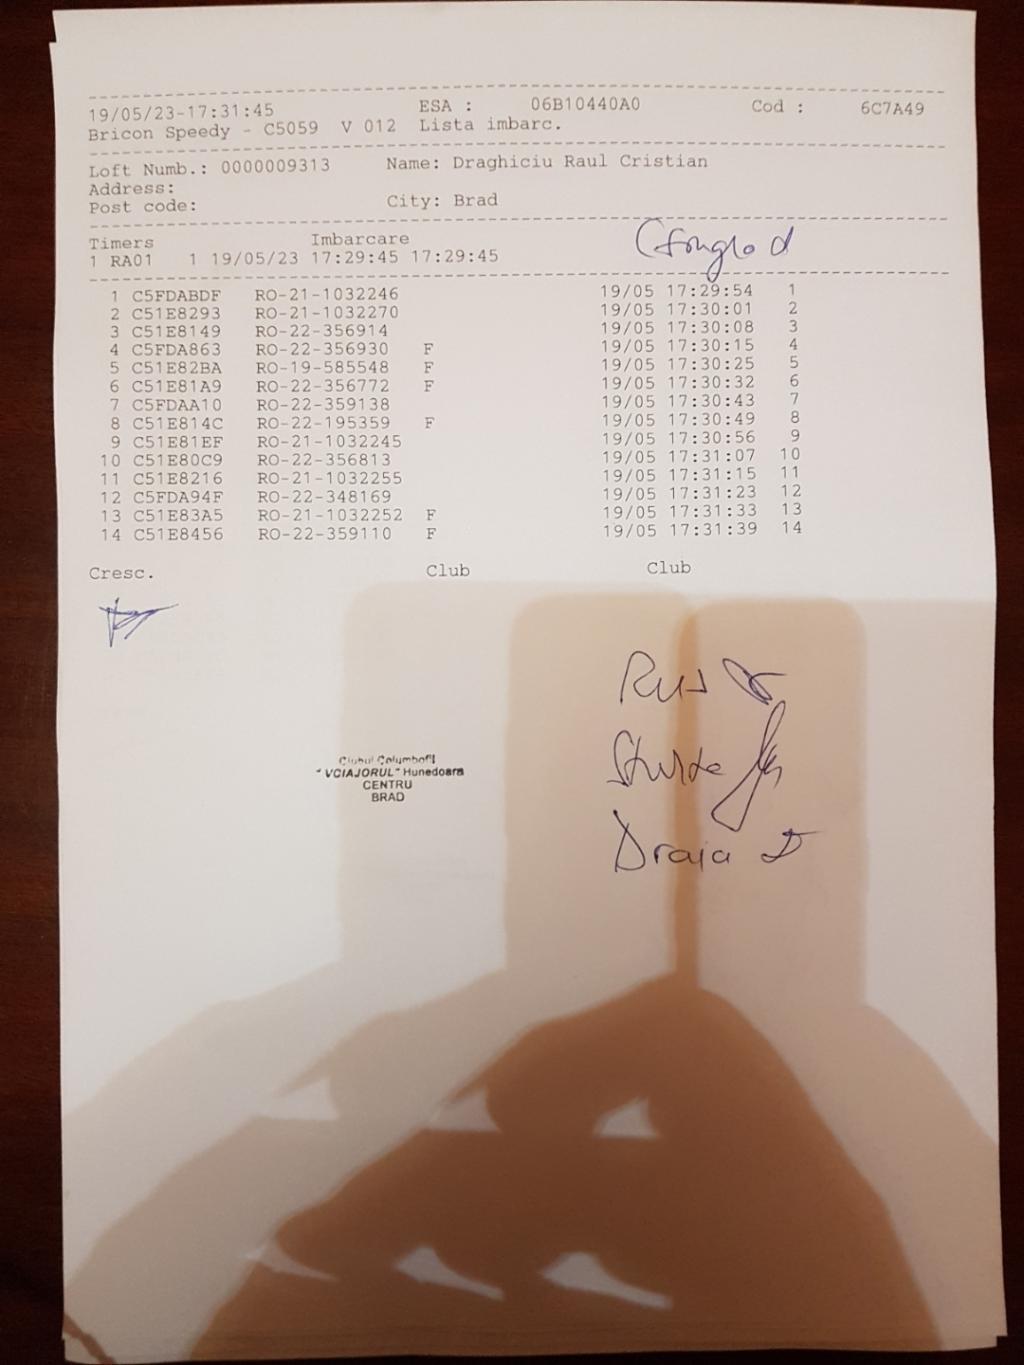 19/05/23-17:31:45 ESA : 06B10440A0 Cod : 6C7A49
Bricon Speedy - C5059 V 012 Lista imbarc.
Loft Numb.: 0000009313 Name: Draghiciu Raul Cristian
Address:
Post code: City: Brad
Timers Imbarcare
1 RA01 1 19/05/23 17:29:45 17:29:45
1 C5FDABDF RO-21-1032246 19/05 17:29:54 1
2 C51E8293 RO-21-1032270 19/05 17:30:01 2
3 C51E8149 RO-22-356914 19/05 17:30:08 3
4 C5FDA863 RO-22-356930 F 19/05 17:30:15 4
5 C51E82BA RO-19-585548 F 19/05 17:30:25 5
6 C51E81A9 RO-22-356772 F 19/05 17:30:32 6
7 C5FDAA10 RO-22-359138 19/05 17:30:43 7
8 C51E814C RO-22-195359 F 19/05 17:30:49 8
9 C51E81EF RO-21-1032245 19/05 17:30:56 9
10 C51E80C9 RO-22-356813 19/05 17:31:07 10
11 C51E8216 RO-21-1032255 19/05 17:31:15 11
12 C5FDA94F RO-22-348169 19/05 17:31:23 12
13 C51E83A5 RO-21-1032252 F 19/05 17:31:33 13
14 C51E8456 RO-22-359110 F 19/05 17:31:39 14
Cresc. Club Club
Rus
Clubul Columbofil
"VCIAJORUL" Hunedoara
CENTRU
BRAD
Draia D